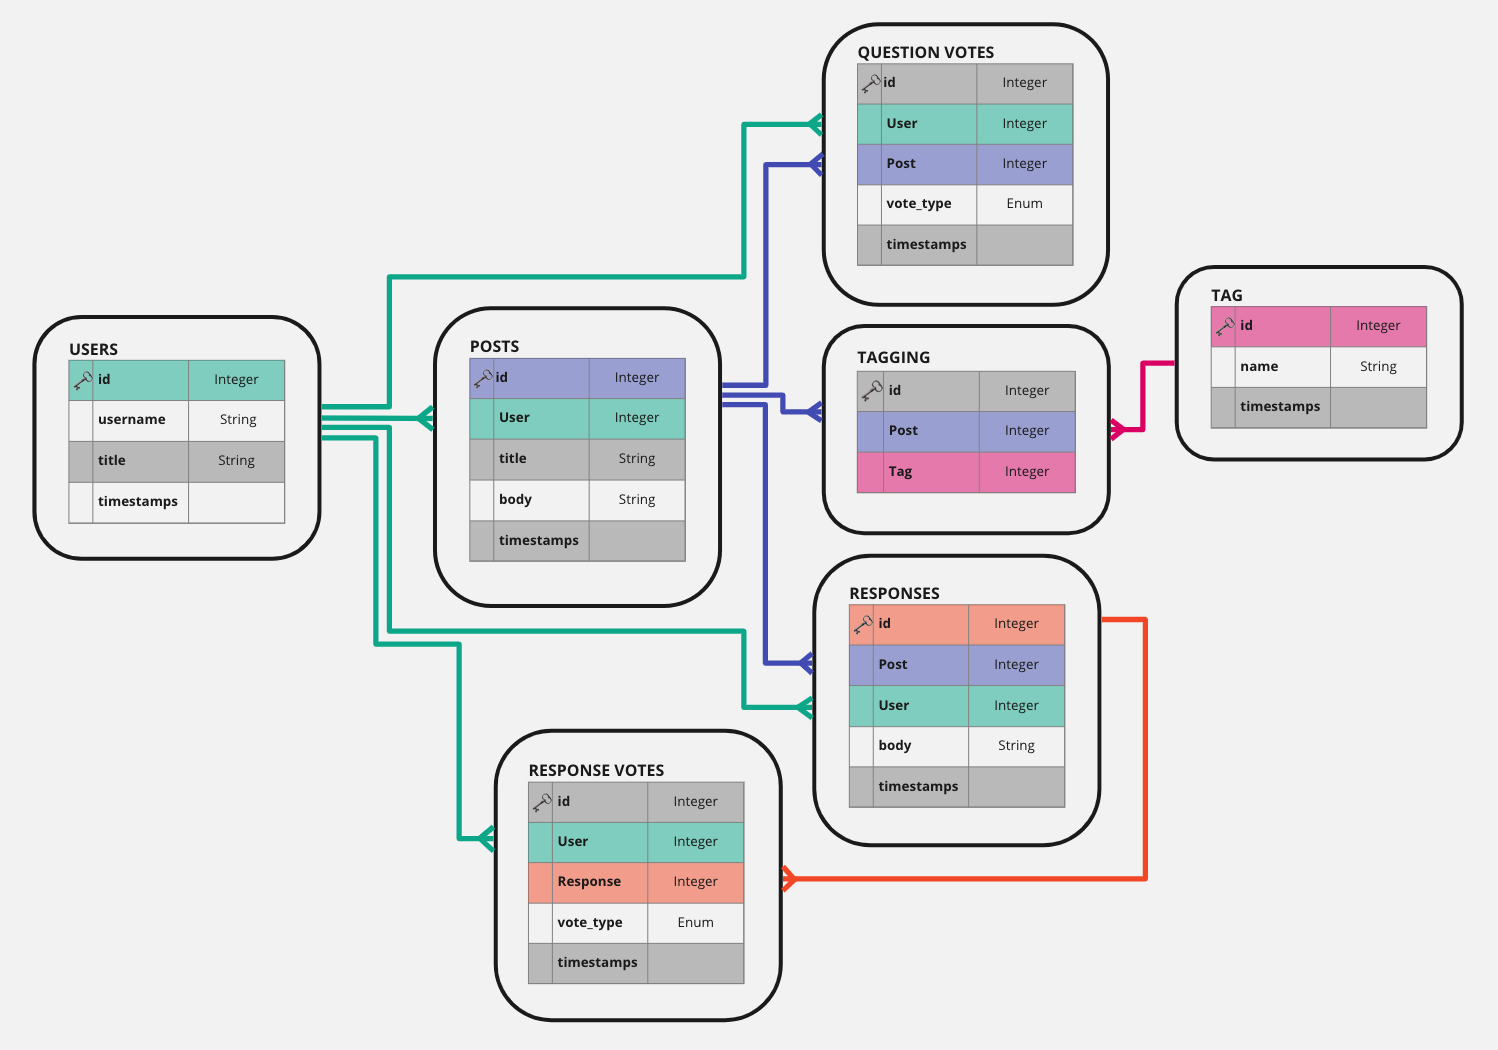 QUESTION VOTES
id Integer
User Integer
Post Integer
vote_type Enum
timestamps
TAG
id Integer
name String
timestamps
USERS
id Integer
username String
title String
timestamps
POSTS
id Integer
User Integer
title String
body String
timestamps
TAGGING
id Integer
Post Integer
Tag Integer
RESPONSES
id Integer
Post Integer
User Integer
body String
timestamps
RESPONSE VOTES
id Integer
User Integer
Response Integer
vote_type Enum
timestamps